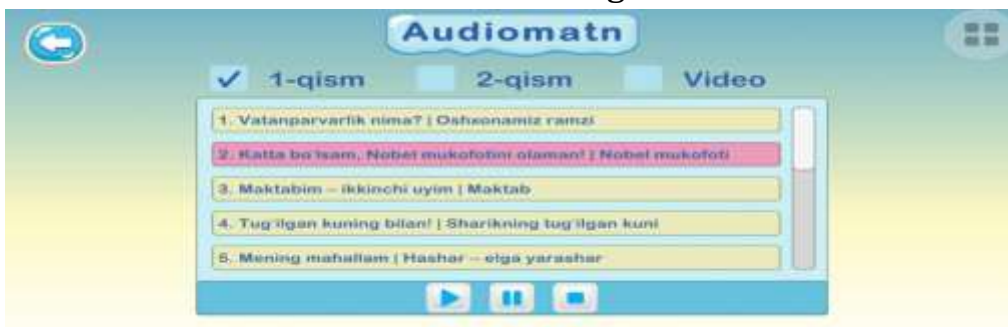 Audiomatn
1-qism 2-qism Video
1. Vatanparvarlik nima? | Oshxonamiz ramzi
2. Katta bo'lsam, Nobel mukofotini olaman! | Nobel mukofoti
3. Maktabim – ikkinchi uyim | Maktab
4. Tug'ilgan kuning bilan! | Sharikning tug'ilgan kuni
5. Mening mahallam | Hashar – elga yarashar